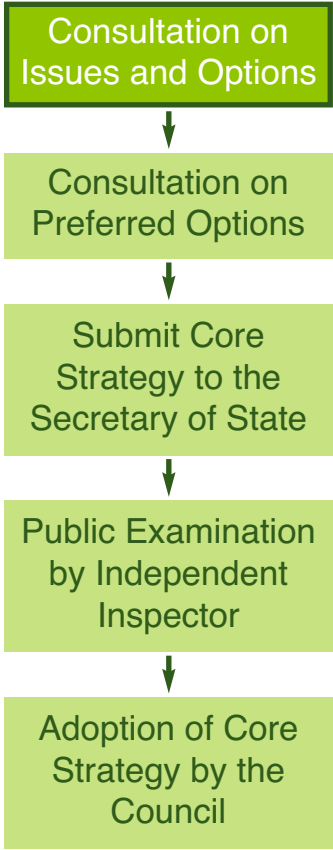 Consultation on
Issues and Options
Consultation on
Preferred Options
Submit Core
Strategy to the
Secretary of State
Public Examination
by Independent
Inspector
Adoption of Core
Strategy by the
Council